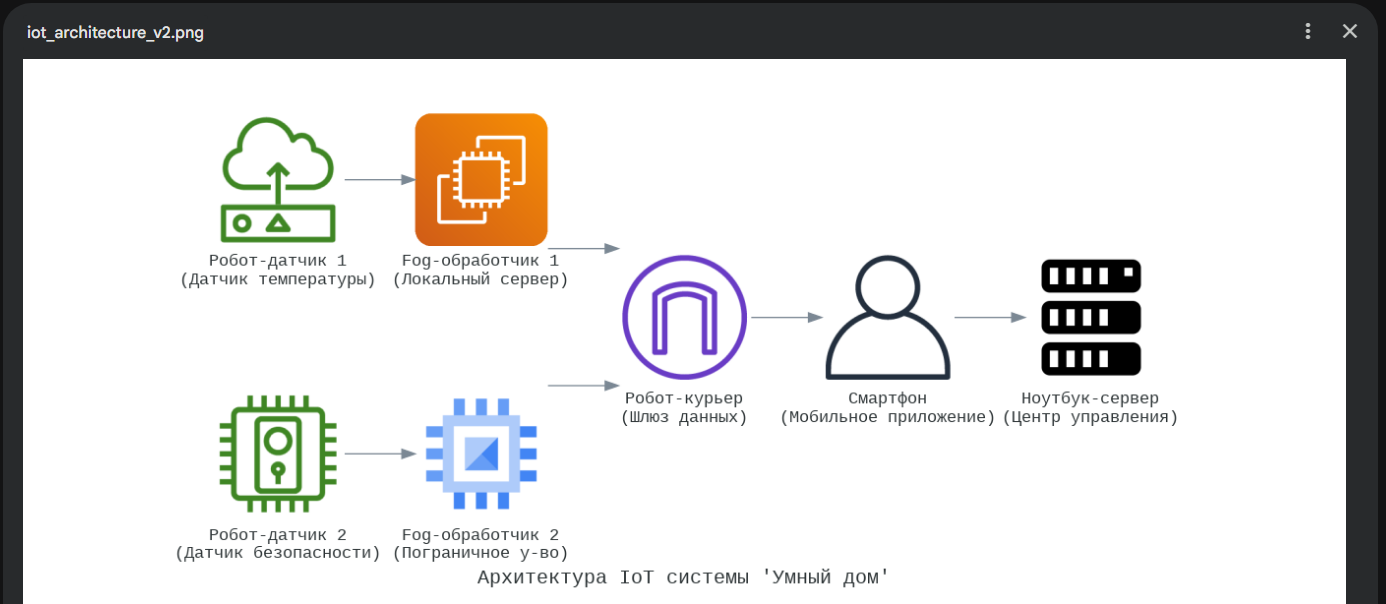 iot_architecture_v2.png
Робот-датчик 1
(Датчик температуры)
Fog-обработчик 1
(Локальный сервер)
Робот-курьер
(Шлюз данных)
Смартфон
(Мобильное приложение)
Ноутбук-сервер
(Центр управления)
Робот-датчик 2
(Датчик безопасности)
Fog-обработчик 2
(Пограничное у-во)
Архитектура IoT системы 'Умный дом'